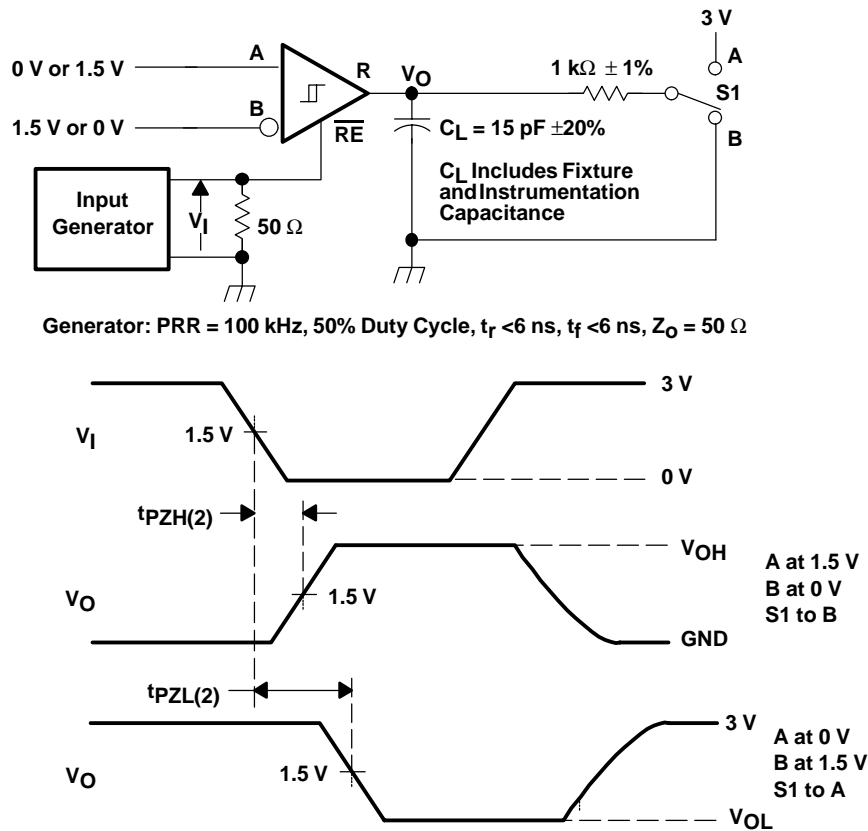 3 V
A
0 V or 1.5 V
A
R
VO
1 kΩ ± 1%
S1
B
1.5 V or 0 V
RE
CL = 15 pF ±20%
B
CL Includes Fixture
and Instrumentation
Capacitance
Input
Generator
VI
50 Ω
Generator: PRR = 100 kHz, 50% Duty Cycle, tr <6 ns, tf <6 ns, Zo = 50 Ω
3 V
VI
1.5 V
0 V
tPZH(2)
VOH
A at 1.5 V
B at 0 V
S1 to B
VO
1.5 V
GND
tPZL(2)
3 V
A at 0 V
B at 1.5 V
S1 to A
VO
1.5 V
VOL